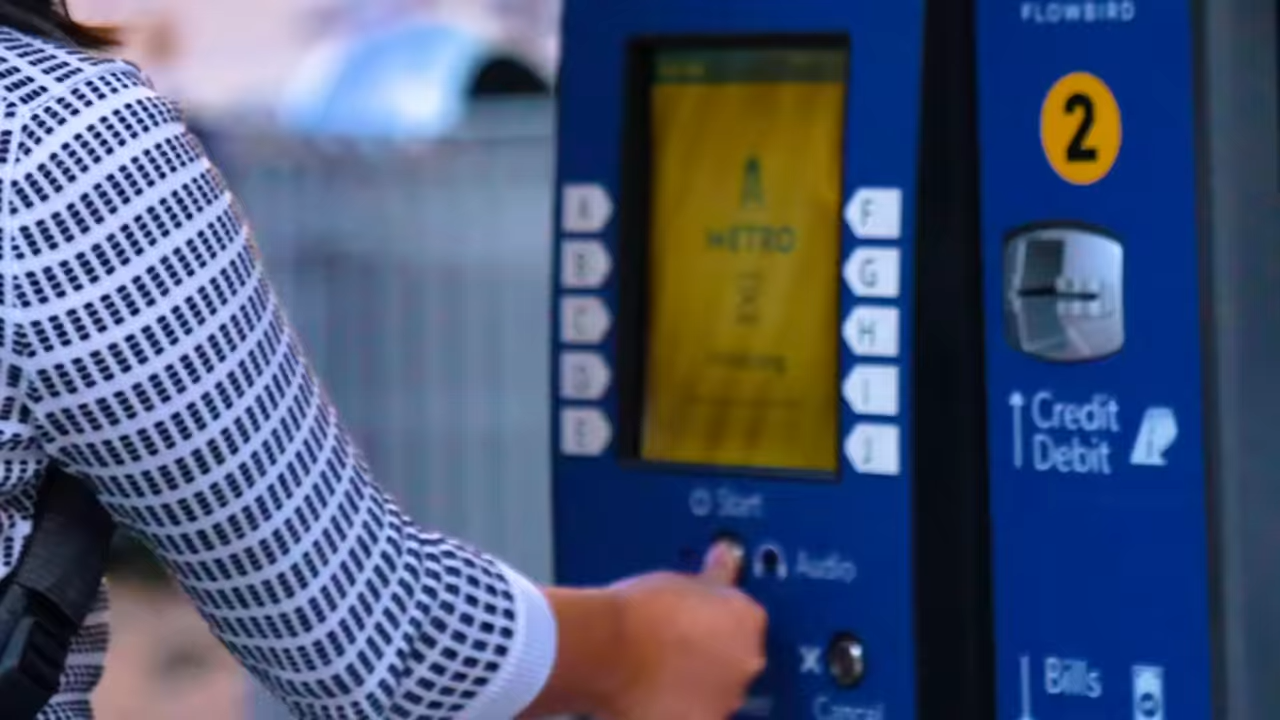 FLOWBIRD
2
A
F
METRO
B
G
C
H
D
I
E
J
Credit
Debit
Start
Audio
X
Cancel
Bills